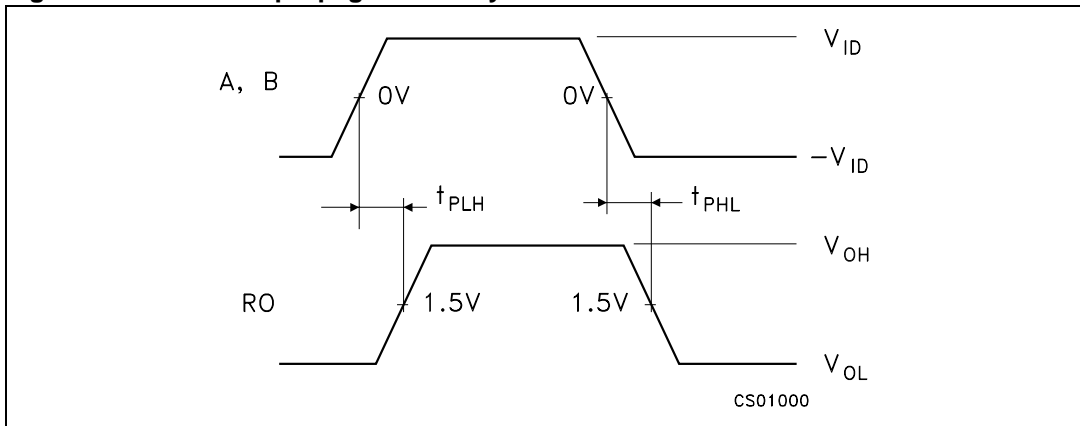 A, B
0V
0V
V_ID
-V_ID
t_PLH
t_PHL
RO
1.5V
1.5V
V_OH
V_OL
CS01000